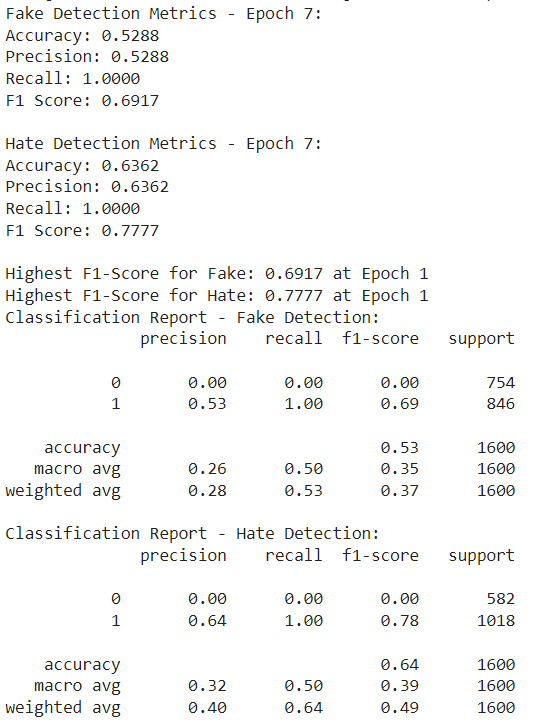 Fake Detection Metrics - Epoch 7:
Accuracy: 0.5288
Precision: 0.5288
Recall: 1.0000
F1 Score: 0.6917
Hate Detection Metrics - Epoch 7:
Accuracy: 0.6362
Precision: 0.6362
Recall: 1.0000
F1 Score: 0.7777
Highest F1-Score for Fake: 0.6917 at Epoch 1
Highest F1-Score for Hate: 0.7777 at Epoch 1
Classification Report - Fake Detection:
precision recall f1-score support
0 0.00 0.00 0.00 754
1 0.53 1.00 0.69 846
accuracy 0.53 1600
macro avg 0.26 0.50 0.35 1600
weighted avg 0.28 0.53 0.37 1600
Classification Report - Hate Detection:
precision recall f1-score support
0 0.00 0.00 0.00 582
1 0.64 1.00 0.78 1018
accuracy 0.64 1600
macro avg 0.32 0.50 0.39 1600
weighted avg 0.40 0.64 0.49 1600